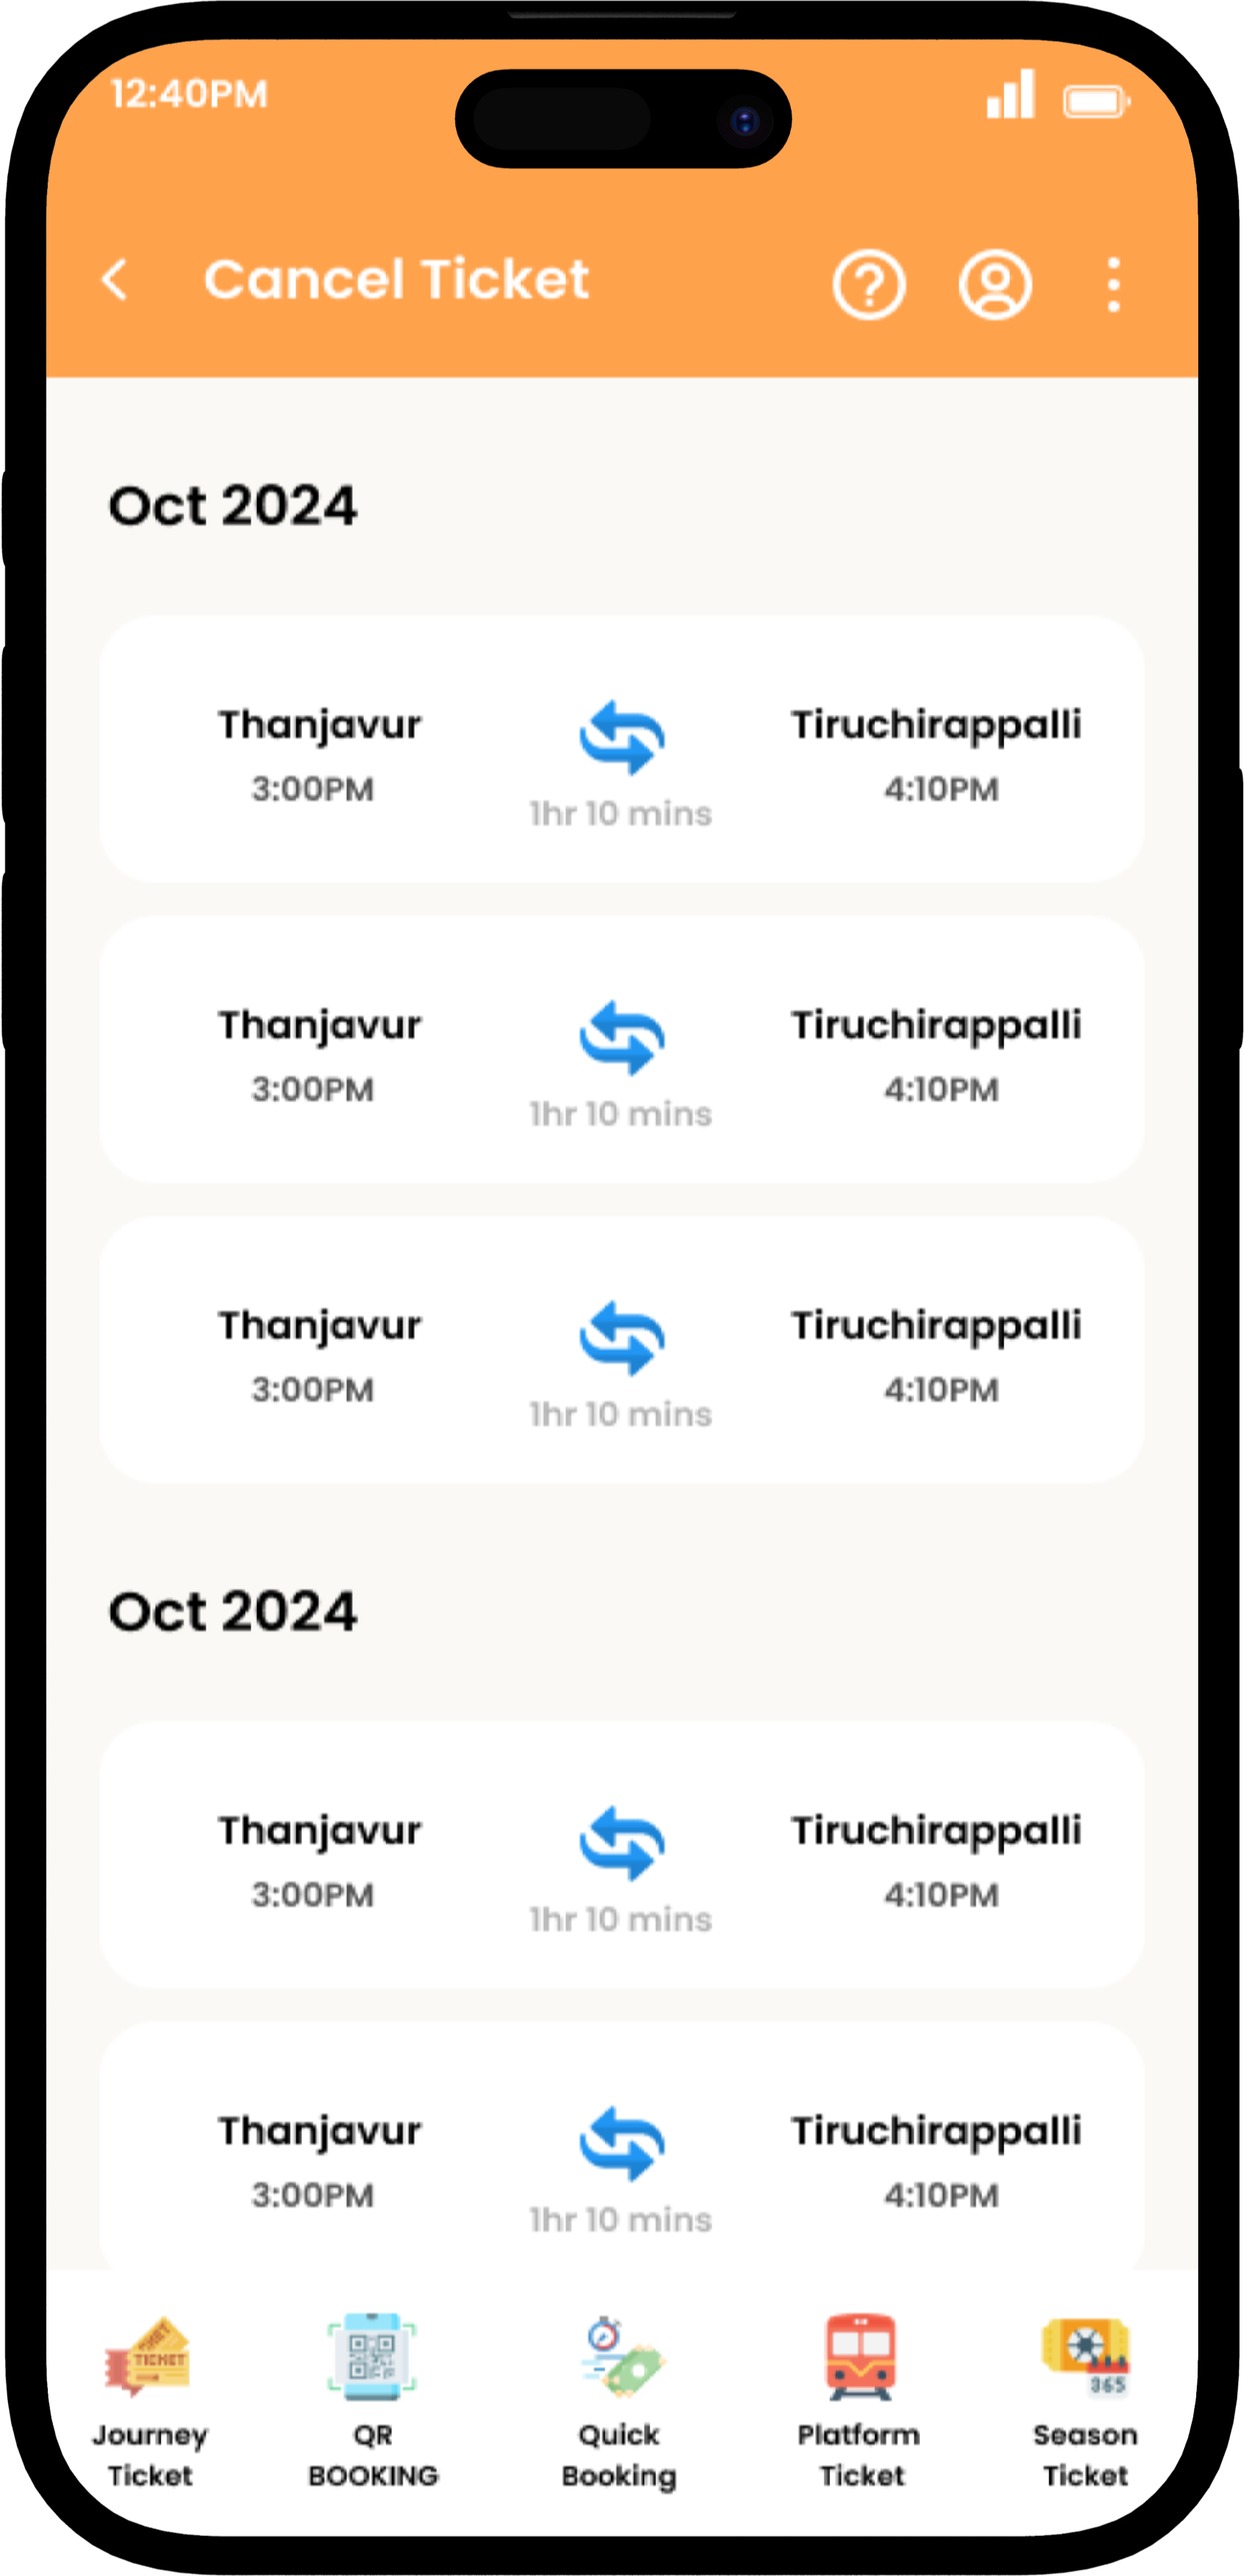 12:40PM
Cancel Ticket
Oct 2024
Thanjavur Tiruchirappalli
3:00PM 4:10PM
1hr 10 mins
Thanjavur Tiruchirappalli
3:00PM 4:10PM
1hr 10 mins
Thanjavur Tiruchirappalli
3:00PM 4:10PM
1hr 10 mins
Oct 2024
Thanjavur Tiruchirappalli
3:00PM 4:10PM
1hr 10 mins
Thanjavur Tiruchirappalli
3:00PM 4:10PM
1hr 10 mins
TICKET
365
Journey QR Quick Platform Season
Ticket BOOKING Booking Ticket Ticket